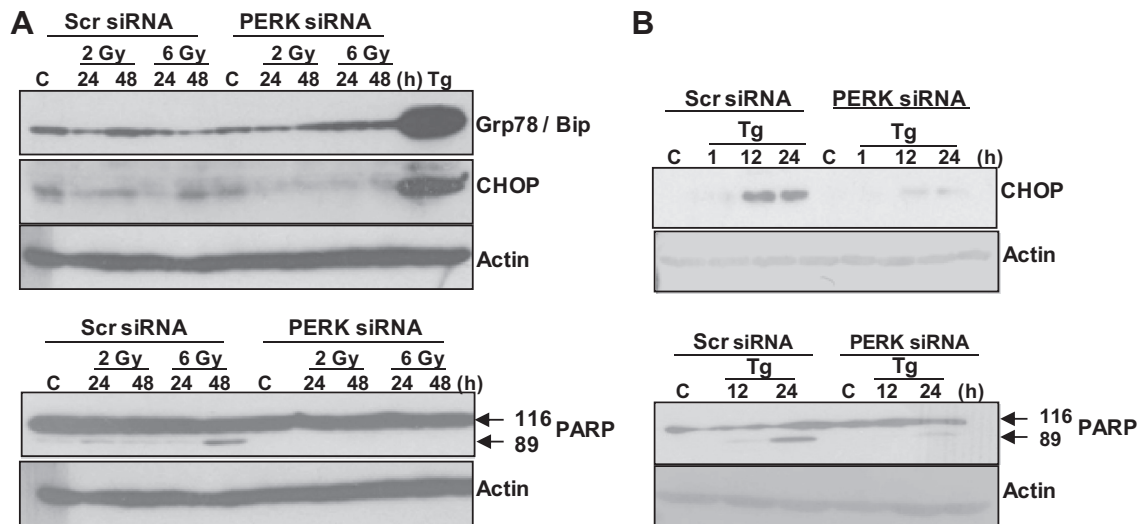 A
Scr siRNA PERK siRNA
2 Gy 6 Gy 2 Gy 6 Gy
C 24 48 24 48 C 24 48 24 48 (h) Tg
Grp78 / Bip
CHOP
Actin
Scr siRNA PERK siRNA
2 Gy 6 Gy 2 Gy 6 Gy
C 24 48 24 48 C 24 48 24 48 (h)
116
PARP
89
Actin
B
Scr siRNA PERK siRNA
Tg Tg
C 1 12 24 C 1 12 24 (h)
CHOP
Actin
Scr siRNA PERK siRNA
Tg Tg
C 12 24 C 12 24 (h)
116
PARP
89
Actin